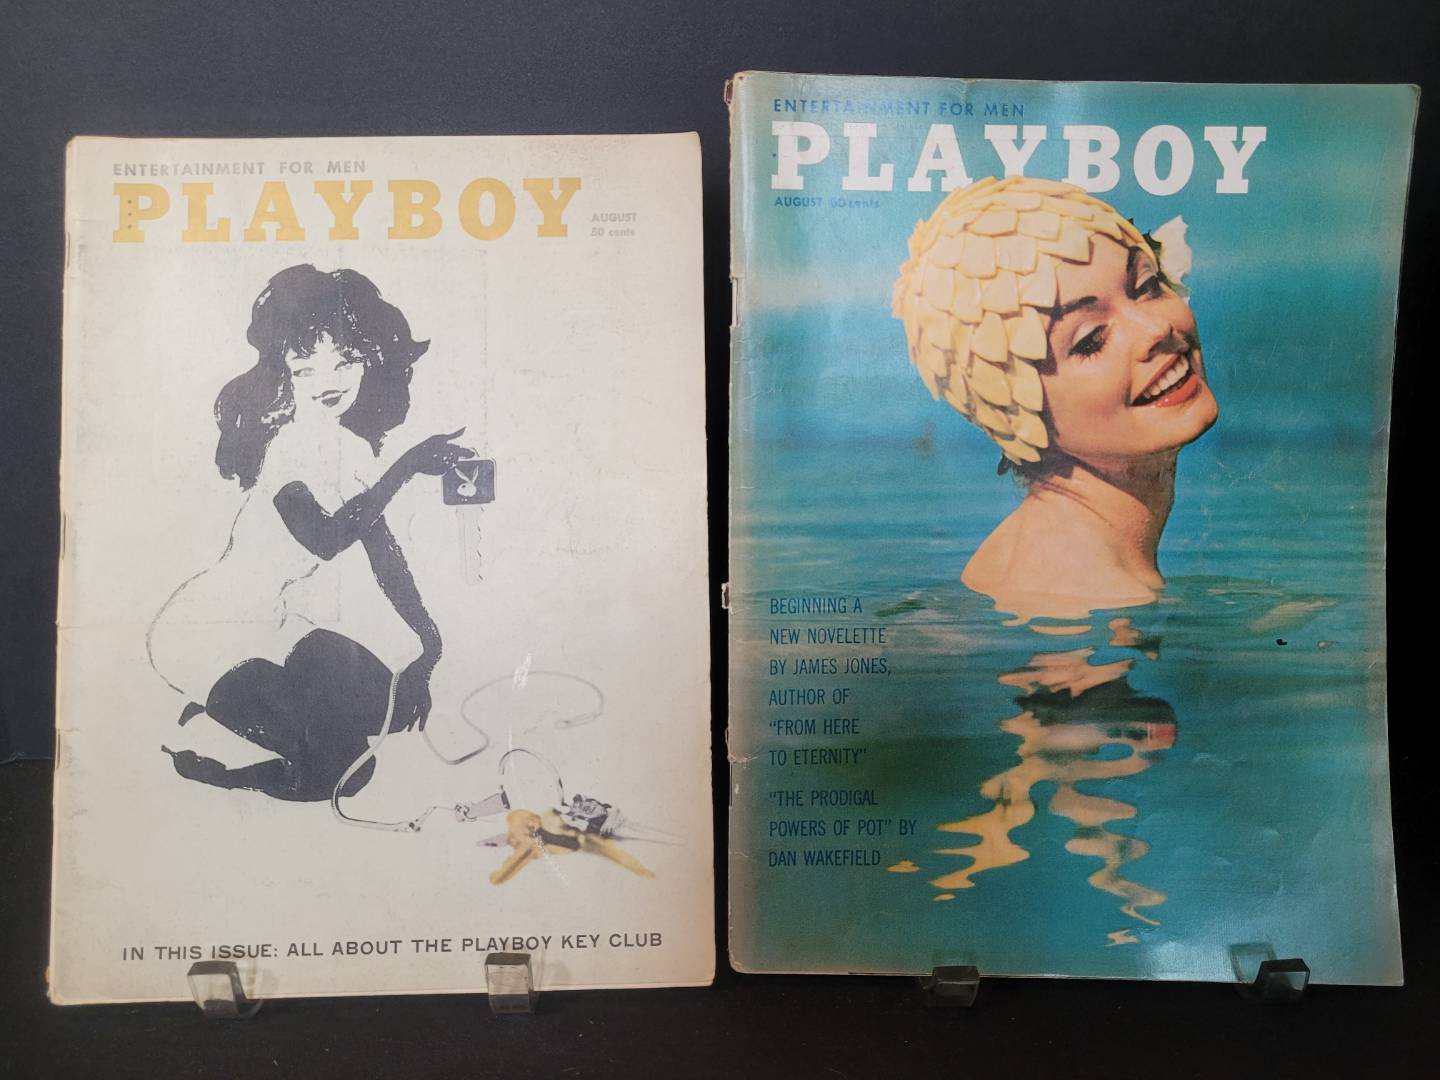 ENTERTAINMENT FOR MEN
PLAYBOY
AUGUST
50 cents
IN THIS ISSUE: ALL ABOUT THE PLAYBOY KEY CLUB
ENTERTAINMENT FOR MEN
PLAYBOY
AUGUST 60 cents
BEGINNING A
NEW NOVELETTE
BY JAMES JONES,
AUTHOR OF
"FROM HERE
TO ETERNITY"
"THE PRODIGAL
POWERS OF POT" BY
DAN WAKEFIELD